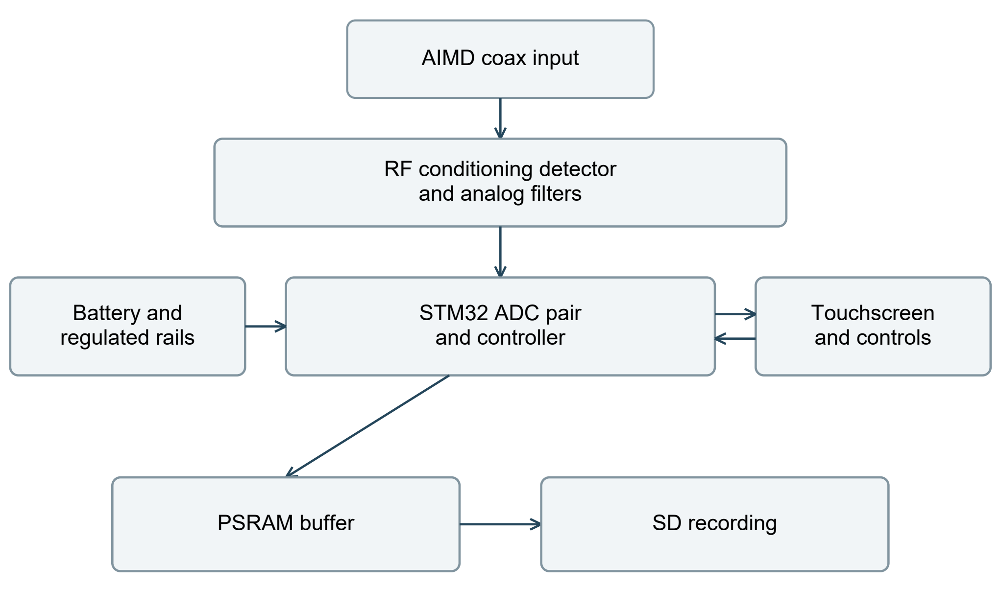 AIMD coax input
RF conditioning detector
and analog filters
Battery and
regulated rails
STM32 ADC pair
and controller
Touchscreen
and controls
PSRAM buffer
SD recording